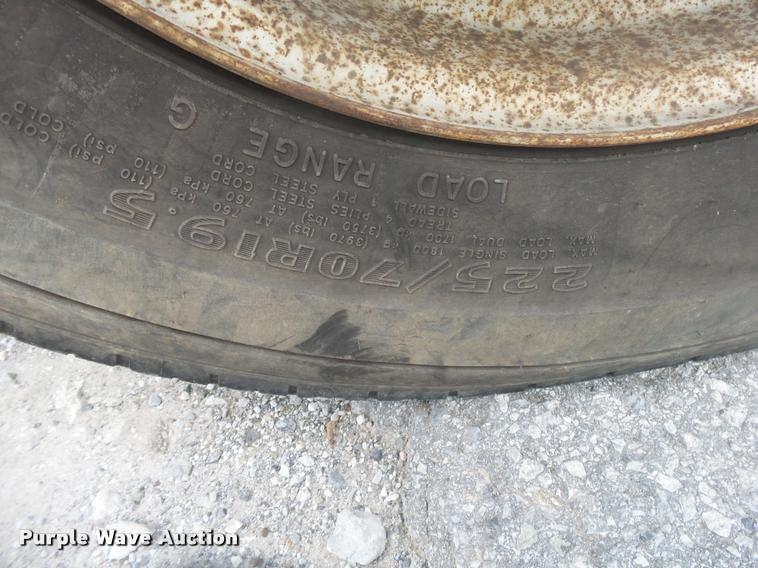 225/70R19.5
MAX. LOAD SINGLE 1800 kg (3970 lbs) AT 760 kPa (110 psi) COLD
MAX. LOAD DUAL 1700 kg (3750 lbs) AT 760 kPa (110 psi) COLD
TREAD 4 PLIES STEEL CORD
SIDEWALL 1 PLY STEEL CORD
LOAD RANGE G
Purple Wave Auction